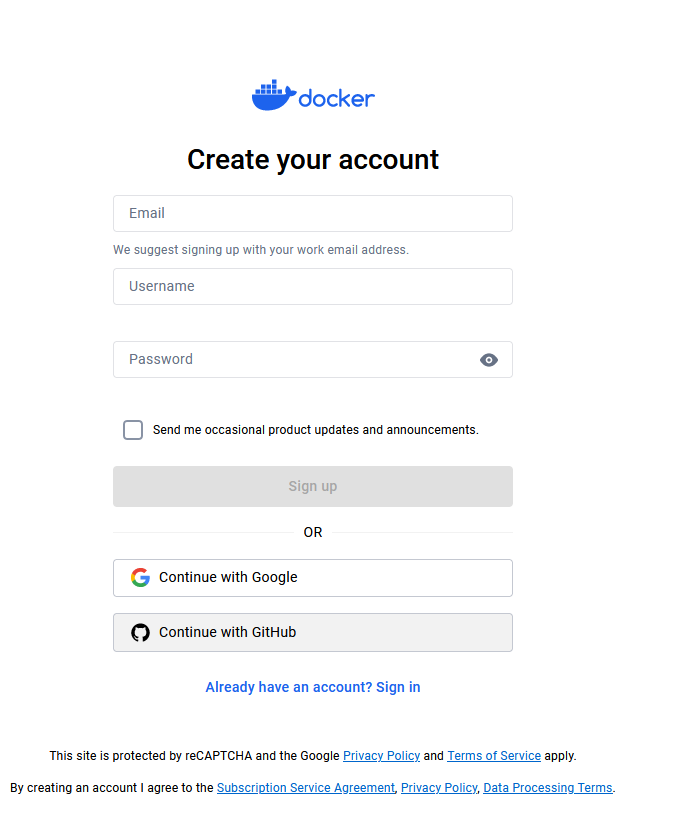 docker
Create your account
Email
We suggest signing up with your work email address.
Username
Password
Send me occasional product updates and announcements.
Sign up
OR
Continue with Google
Continue with GitHub
Already have an account? Sign in
This site is protected by reCAPTCHA and the Google Privacy Policy and Terms of Service apply.
By creating an account I agree to the Subscription Service Agreement, Privacy Policy, Data Processing Terms.